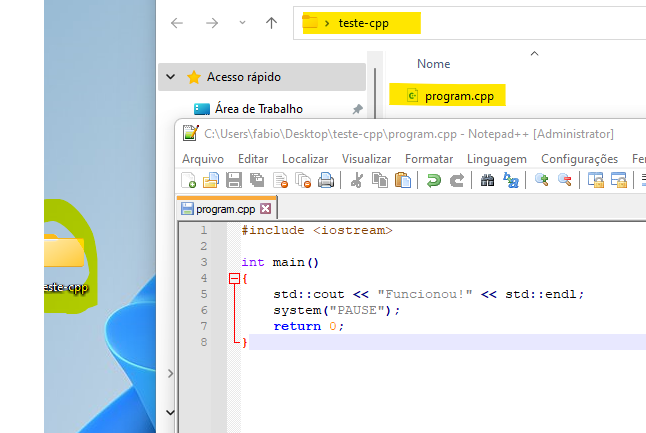 teste-cpp
Nome
Acesso rápido
Área de Trabalho
program.cpp
C:\Users\fabio\Desktop\teste-cpp\program.cpp - Notepad++ [Administrator]
Arquivo Editar Localizar Visualizar Formatar Linguagem Configurações Fer
program.cpp
1 #include <iostream>
2
3 int main()
4 {
5 std::cout << "Funcionou!" << std::endl;
6 system("PAUSE");
7 return 0;
8 }
este-cpp